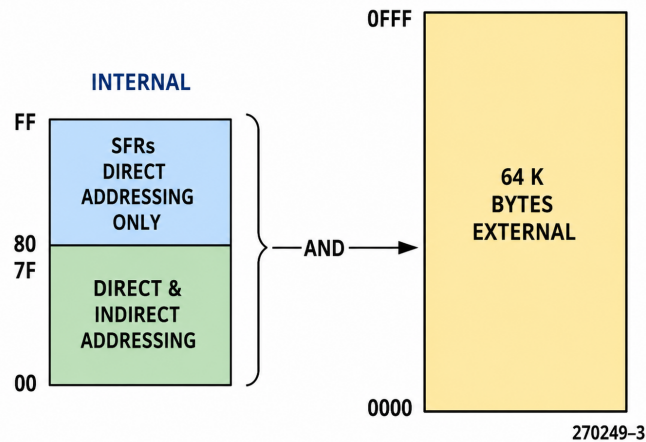 INTERNAL
FF
SFRs
DIRECT
ADDRESSING
ONLY
80
7F
DIRECT &
INDIRECT
ADDRESSING
00
AND
0FFF
64 K
BYTES
EXTERNAL
0000
270249–3